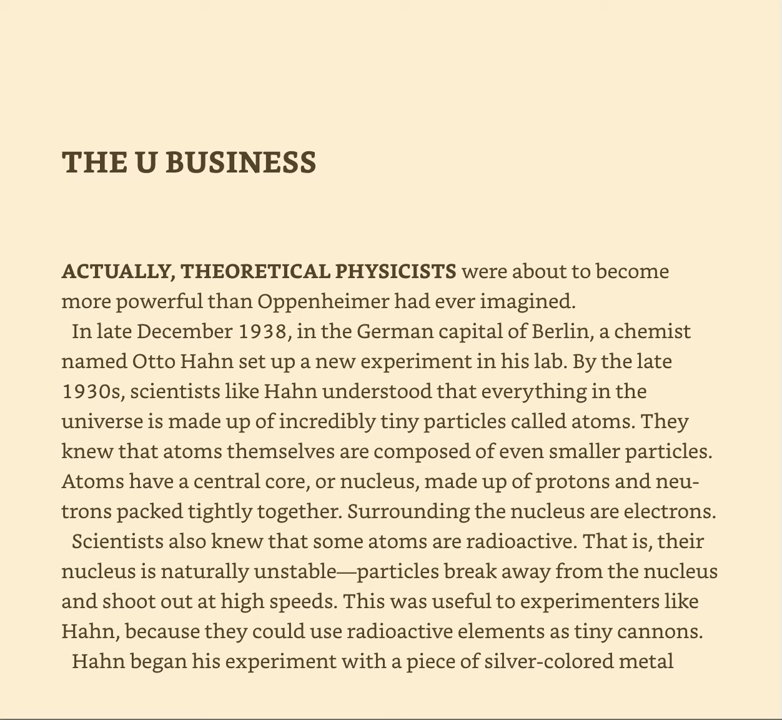 THE U BUSINESS
ACTUALLY, THEORETICAL PHYSICISTS were about to become
more powerful than Oppenheimer had ever imagined.
In late December 1938, in the German capital of Berlin, a chemist
named Otto Hahn set up a new experiment in his lab. By the late
1930s, scientists like Hahn understood that everything in the
universe is made up of incredibly tiny particles called atoms. They
knew that atoms themselves are composed of even smaller particles.
Atoms have a central core, or nucleus, made up of protons and neu-
trons packed tightly together. Surrounding the nucleus are electrons.
Scientists also knew that some atoms are radioactive. That is, their
nucleus is naturally unstable—particles break away from the nucleus
and shoot out at high speeds. This was useful to experimenters like
Hahn, because they could use radioactive elements as tiny cannons.
Hahn began his experiment with a piece of silver-colored metal